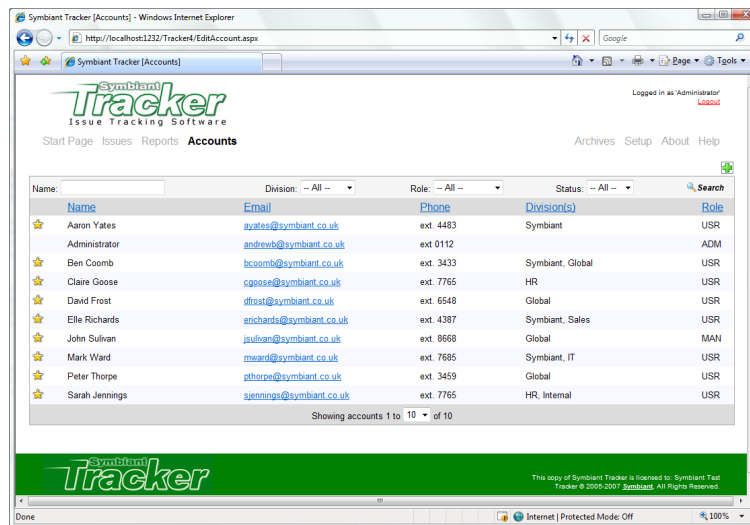 Symbiant Tracker [Accounts] - Windows Internet Explorer
http://localhost:1232/Tracker4/EditAccount.aspx Google
Symbiant Tracker [Accounts] Page Tools
Symbiant
Tracker
Issue Tracking Software
Logged in as 'Administrator'
Logout
Start Page Issues Reports Accounts Archives Setup About Help
Name: Division: -- All -- Role: -- All -- Status: -- All -- Search
Name Email Phone Division(s) Role
Aaron Yates ayates@symbiant.co.uk ext. 4483 Symbiant USR
Administrator andrewb@symbiant.co.uk ext 0112 ADM
Ben Coomb bcoomb@symbiant.co.uk ext. 3433 Symbiant, Global USR
Claire Goose cgoose@symbiant.co.uk ext. 7765 HR USR
David Frost dfrost@symbiant.co.uk ext. 6548 Global USR
Elle Richards erichards@symbiant.co.uk ext. 4387 Symbiant, Sales USR
John Sulivan jsulivan@symbiant.co.uk ext. 8668 Global MAN
Mark Ward mward@symbiant.co.uk ext. 7685 Symbiant, IT USR
Peter Thorpe pthorpe@symbiant.co.uk ext. 3459 Global USR
Sarah Jennings sjennings@symbiant.co.uk ext. 7765 HR, Internal USR
Showing accounts 1 to 10 of 10
Symbiant
Tracker
This copy of Symbiant Tracker is licensed to: Symbiant Test
Tracker © 2005-2007 Symbiant, All Rights Reserved.
Done Internet | Protected Mode: Off 100%